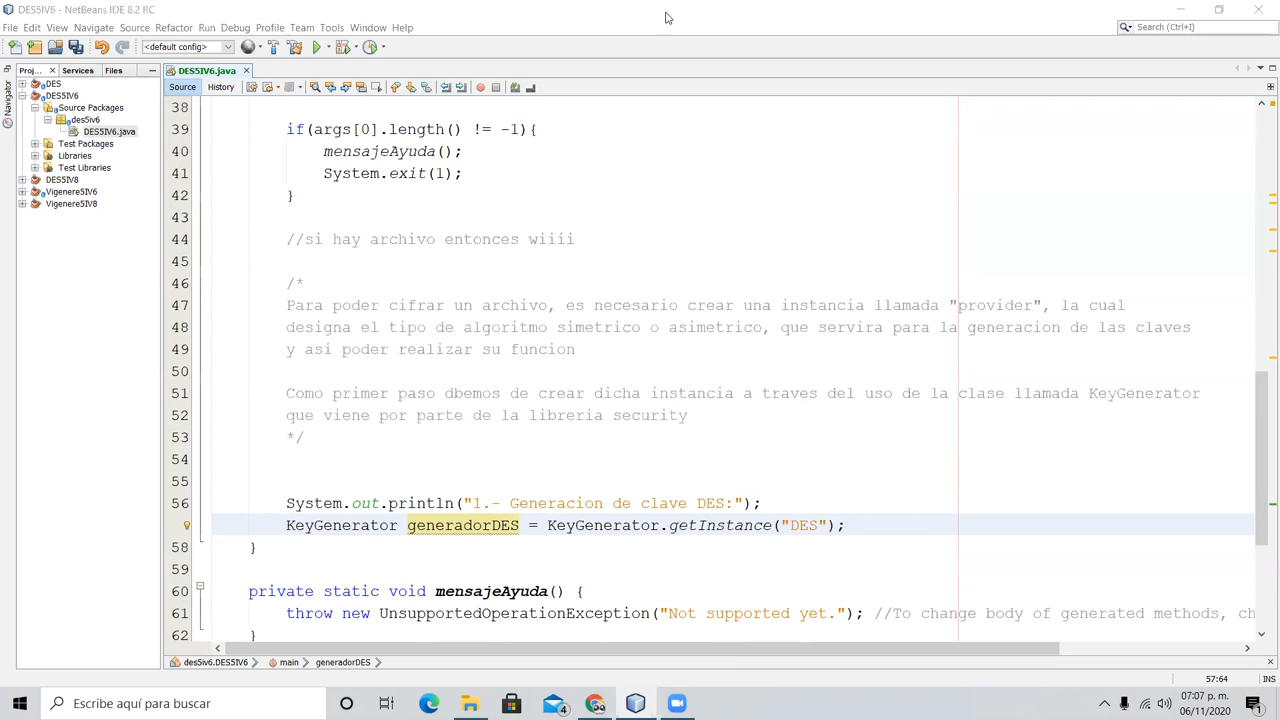 DES5IV6 - NetBeans IDE 8.2 RC
File Edit View Navigate Source Refactor Run Debug Profile Team Tools Window Help
Search (Ctrl+I)
<default config>
Proj... Services Files
DES5IV6.java
Navigator
Source History
DES
DES5IV6
Source Packages
des5iv6
DES5IV6.java
Test Packages
Libraries
Test Libraries
DES5IV8
Vigenere5IV6
Vigenere5IV8
38
39 if(args[0].length() != -1){
40 mensajeAyuda();
41 System.exit(1);
42 }
43
44 //si hay archivo entonces wiiii
45
46 /*
47 Para poder cifrar un archivo, es necesario crear una instancia llamada "provider", la cual
48 designa el tipo de algoritmo simetrico o asimetrico, que servira para la generacion de las claves
49 y asi poder realizar su funcion
50
51 Como primer paso dbemos de crear dicha instancia a traves del uso de la clase llamada KeyGenerator
52 que viene por parte de la libreria security
53 */
54
55
56 System.out.println("1.- Generacion de clave DES:");
KeyGenerator generadorDES = KeyGenerator.getInstance("DES");
58 }
59
60 private static void mensajeAyuda() {
61 throw new UnsupportedOperationException("Not supported yet."); //To change body of generated methods, ch
62 }
des5iv6.DES5IV6 main generadorDES
57:64 INS
Escribe aquí para buscar
4
07:07 p. m.
06/11/2020
1